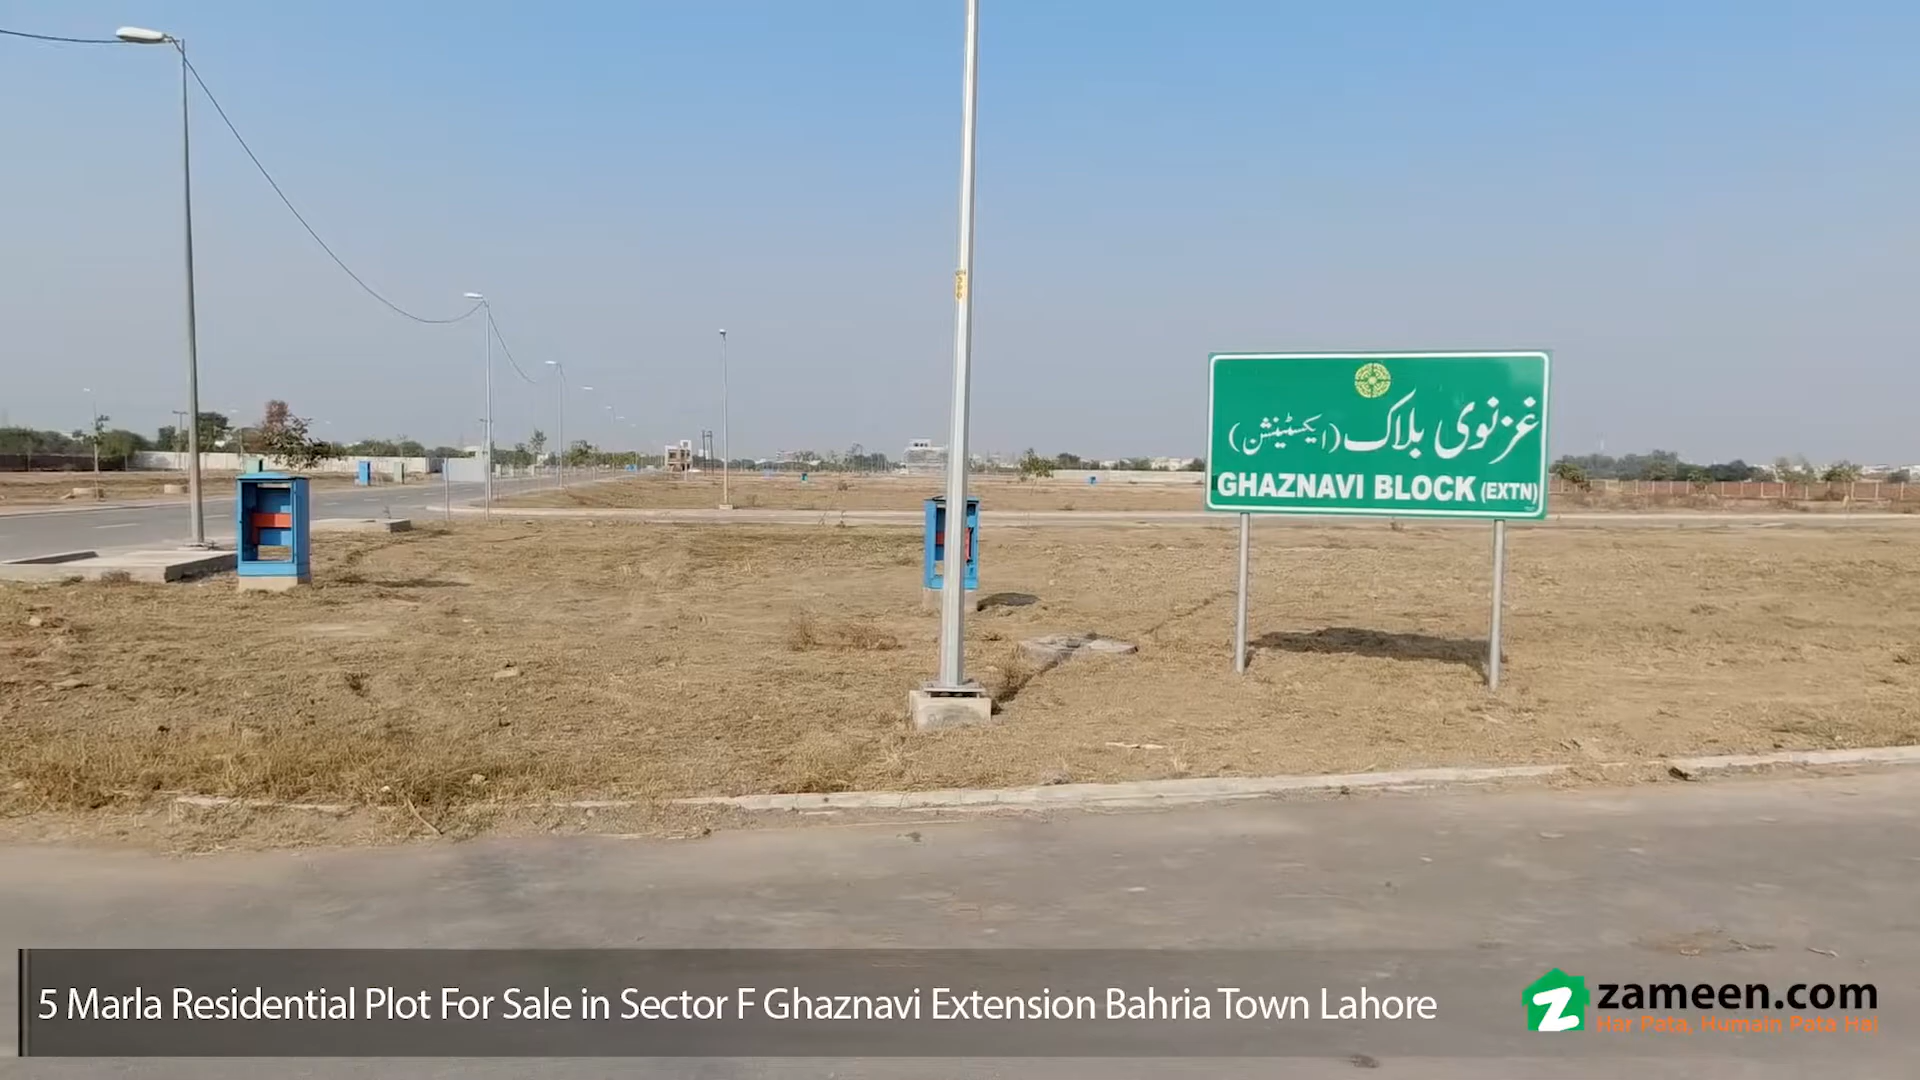 غزنوی بلاک (ایکسٹینشن)
GHAZNAVI BLOCK (EXTN)
5 Marla Residential Plot For Sale in Sector F Ghaznavi Extension Bahria Town Lahore
zameen.com
Har Pata, Humain Pata Hai